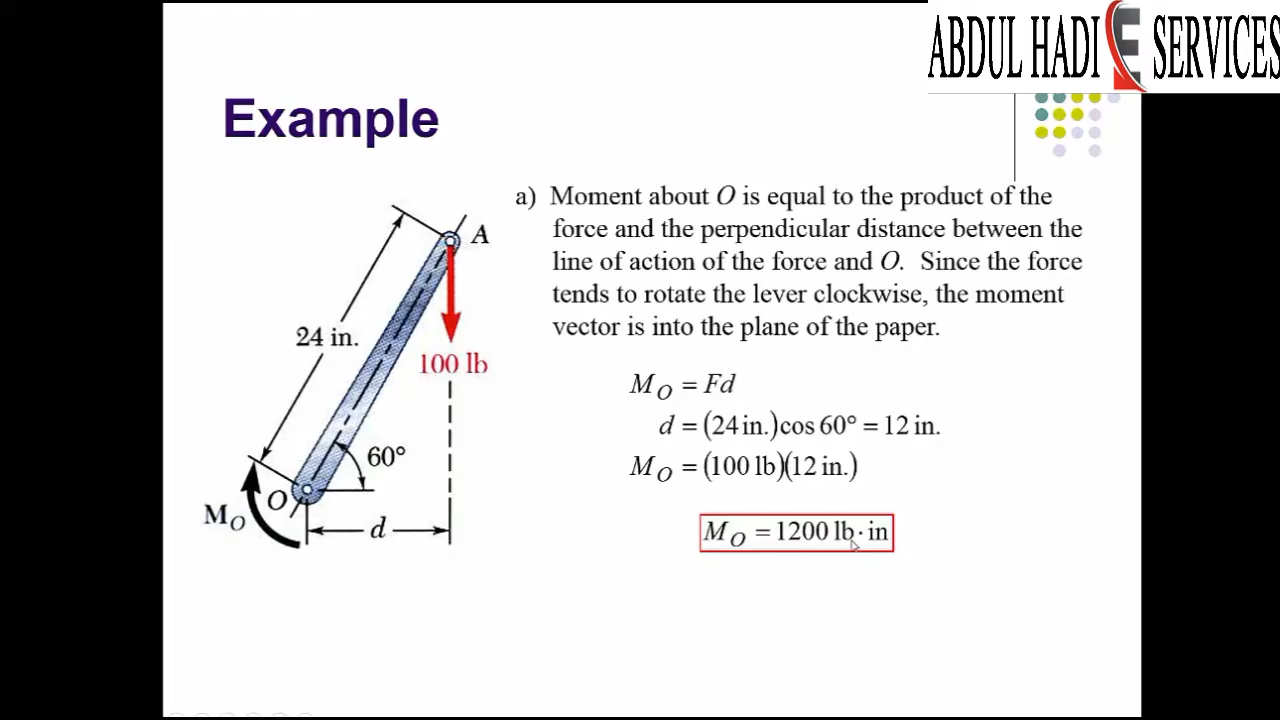 ABDUL HADI E SERVICES
Example
a) Moment about O is equal to the product of the
force and the perpendicular distance between the
line of action of the force and O. Since the force
tends to rotate the lever clockwise, the moment
vector is into the plane of the paper.
A
24 in.
100 lb
60°
O
M_O
d
M_O = Fd
d = (24 in.)cos 60° = 12 in.
M_O = (100 lb)(12 in.)
M_O = 1200 lb · in